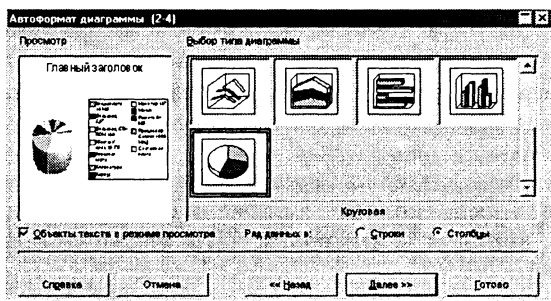 Автоформат диаграммы (2-4)
Просмотр
Выбор типа диаграммы
Главный заголовок
Круговая
Объекты текста в режиме просмотра
Ряд данных в:
Строки
Столбцы
Справка
Отмена
<< Назад
Далее >>
Готово